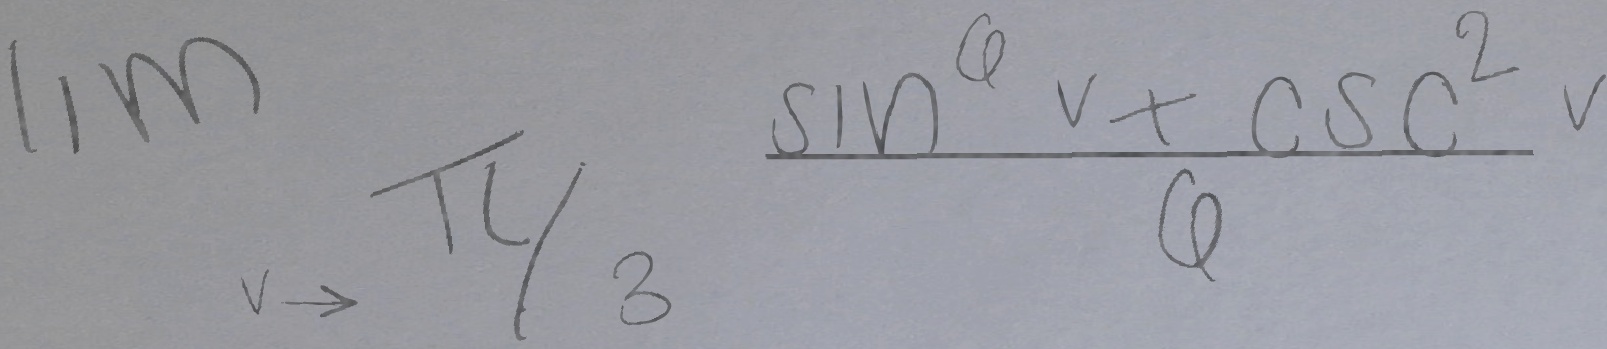 lim v→π/3 (sin^6 v + csc^2 v)/6